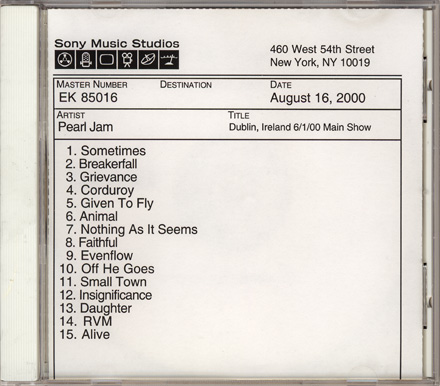 Sony Music Studios
460 West 54th Street
New York, NY 10019
MASTER NUMBER DESTINATION DATE
EK 85016 August 16, 2000
ARTIST TITLE
Pearl Jam Dublin, Ireland 6/1/00 Main Show
1. Sometimes
2. Breakerfall
3. Grievance
4. Corduroy
5. Given To Fly
6. Animal
7. Nothing As It Seems
8. Faithful
9. Evenflow
10. Off He Goes
11. Small Town
12. Insignificance
13. Daughter
14. RVM
15. Alive